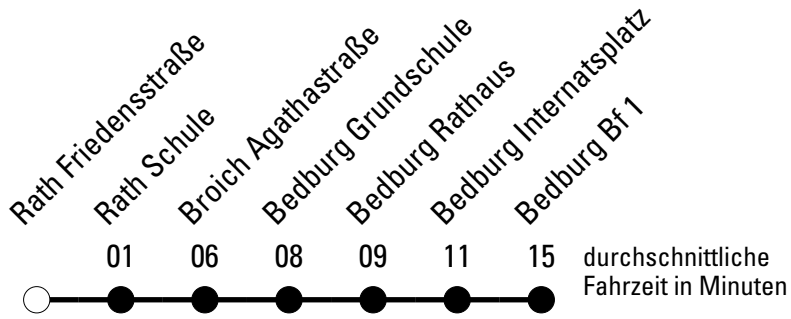 Rath Friedensstraße
Rath Schule
Broich Agathastraße
Bedburg Grundschule
Bedburg Rathaus
Bedburg Internatsplatz
Bedburg Bf 1
01 06 08 09 11 15 durchschnittliche
Fahrzeit in Minuten